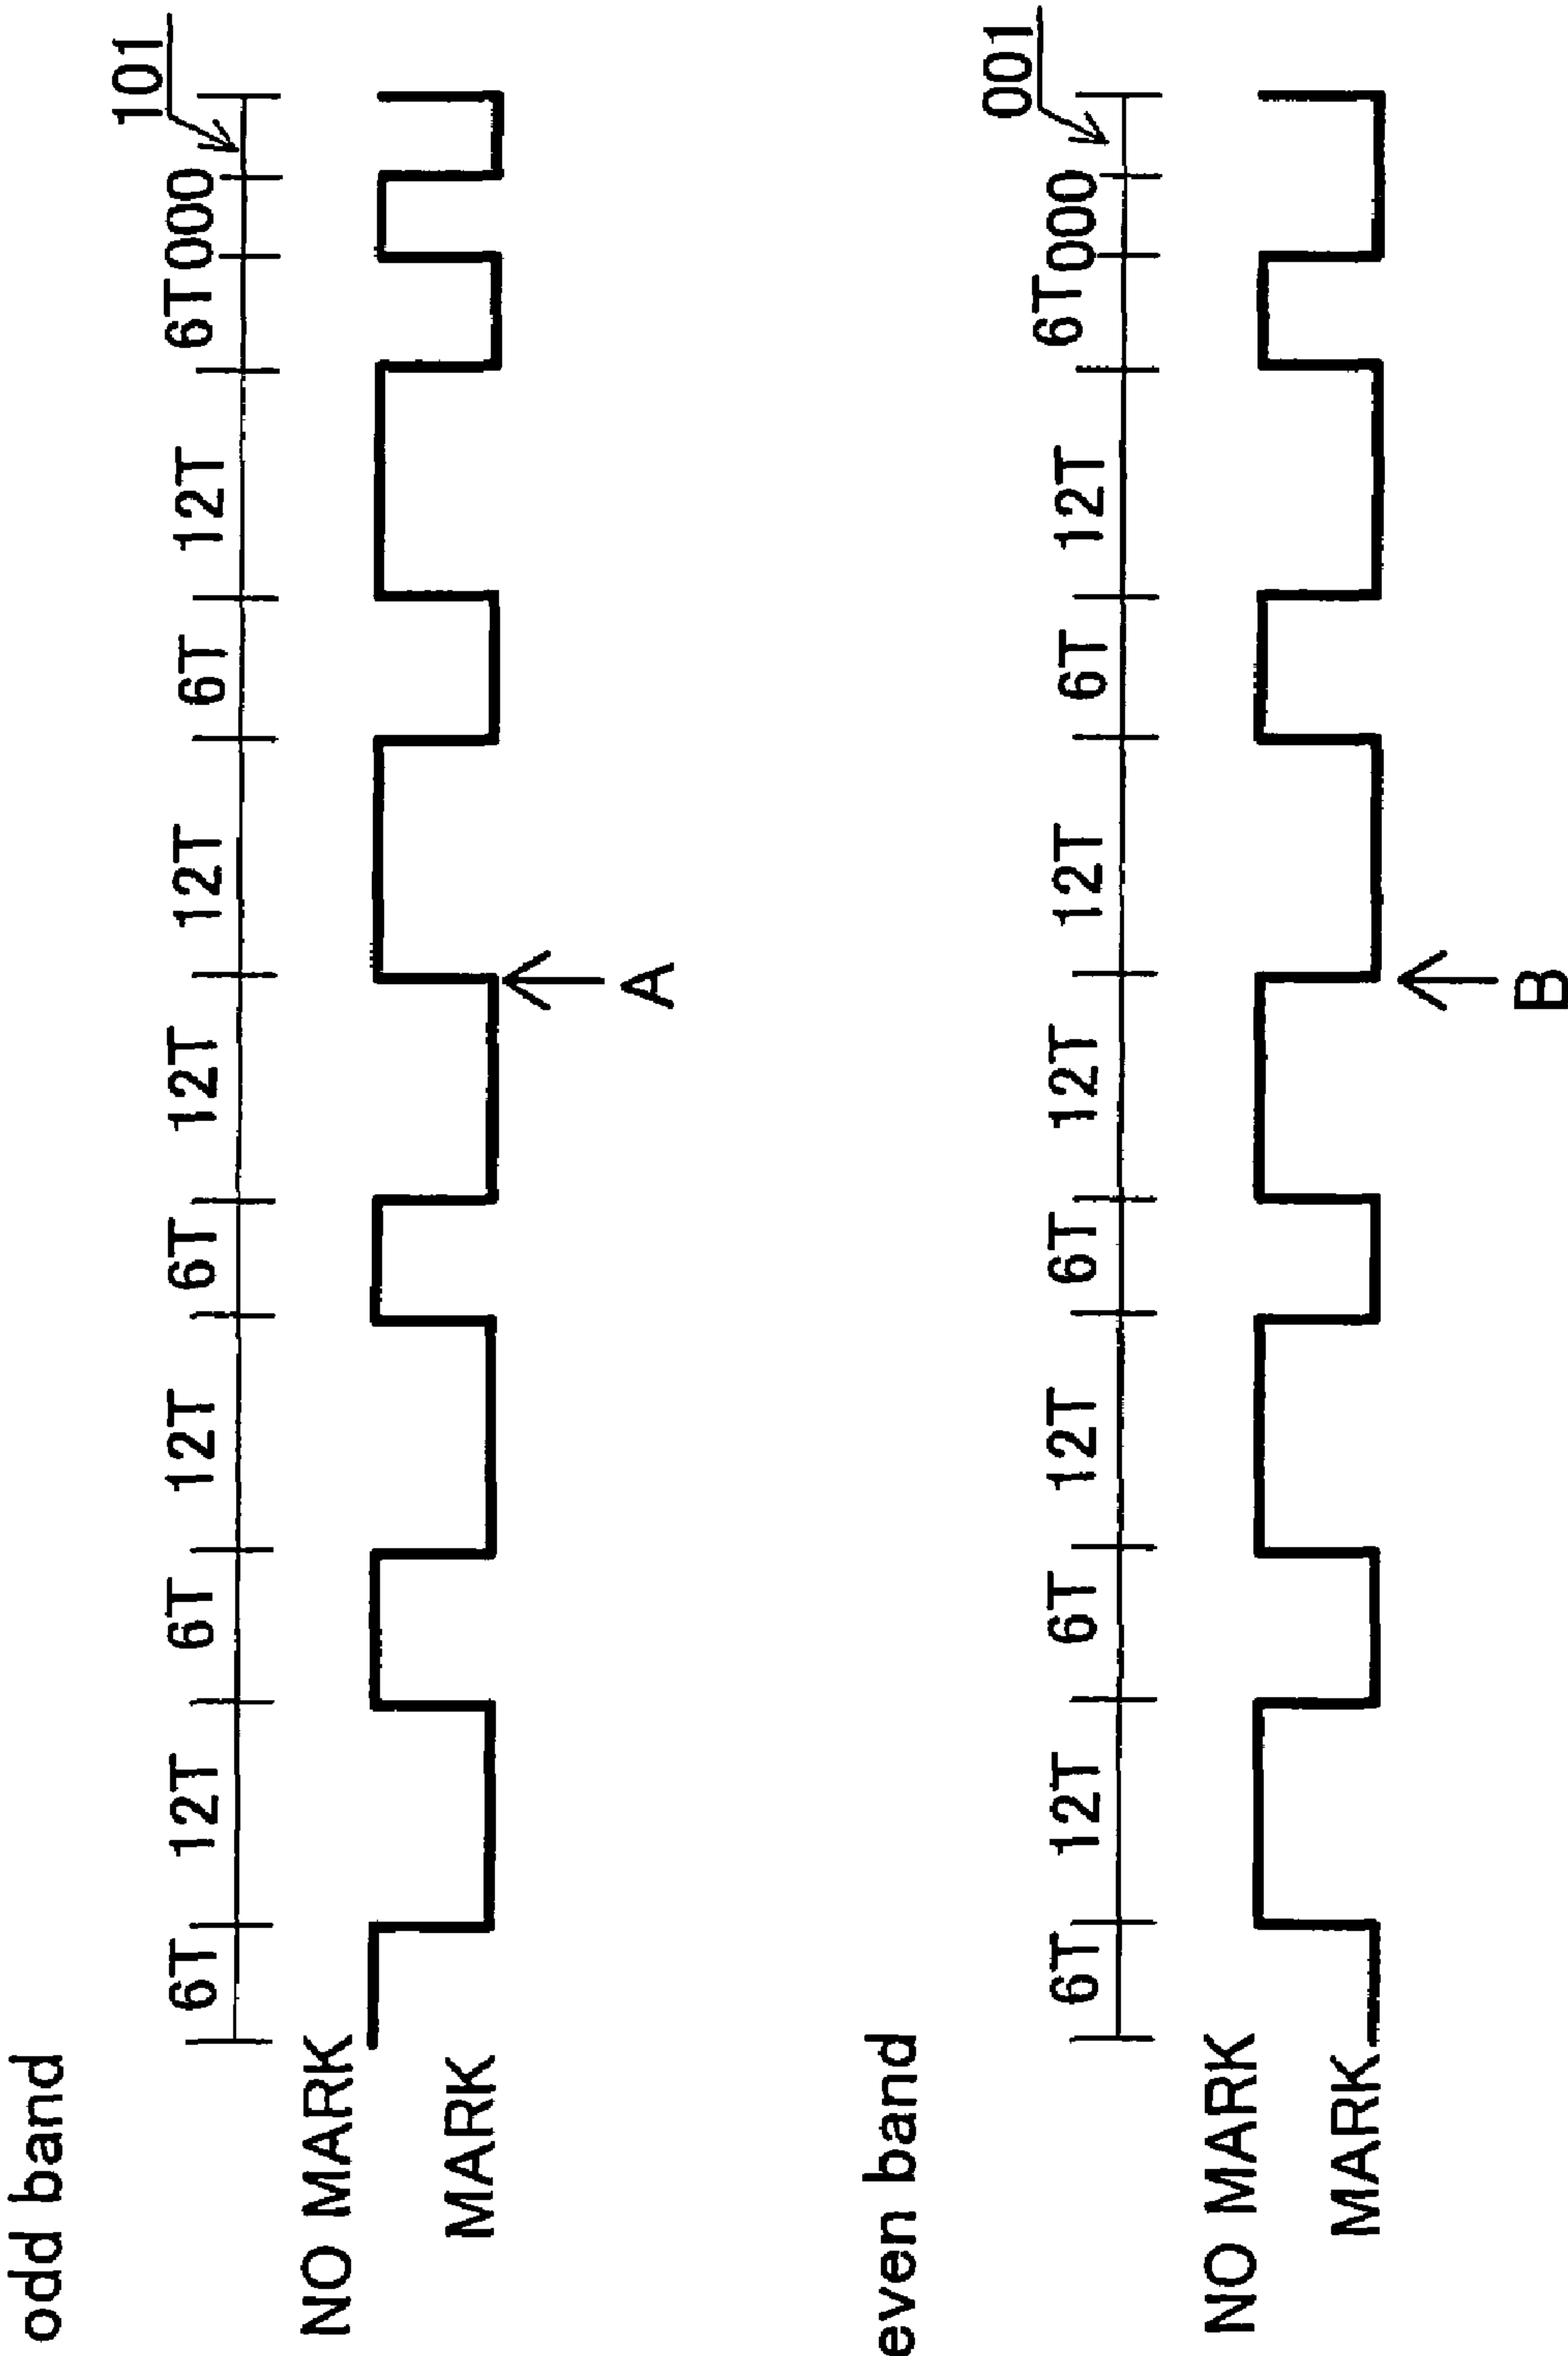 odd band
101
6T 12T 6T 12T 6T 12T 12T 6T 12T 6T 000
NO MARK
MARK
A
even band
001
6T 12T 6T 12T 6T 12T 12T 6T 12T 6T 000
NO MARK
MARK
B